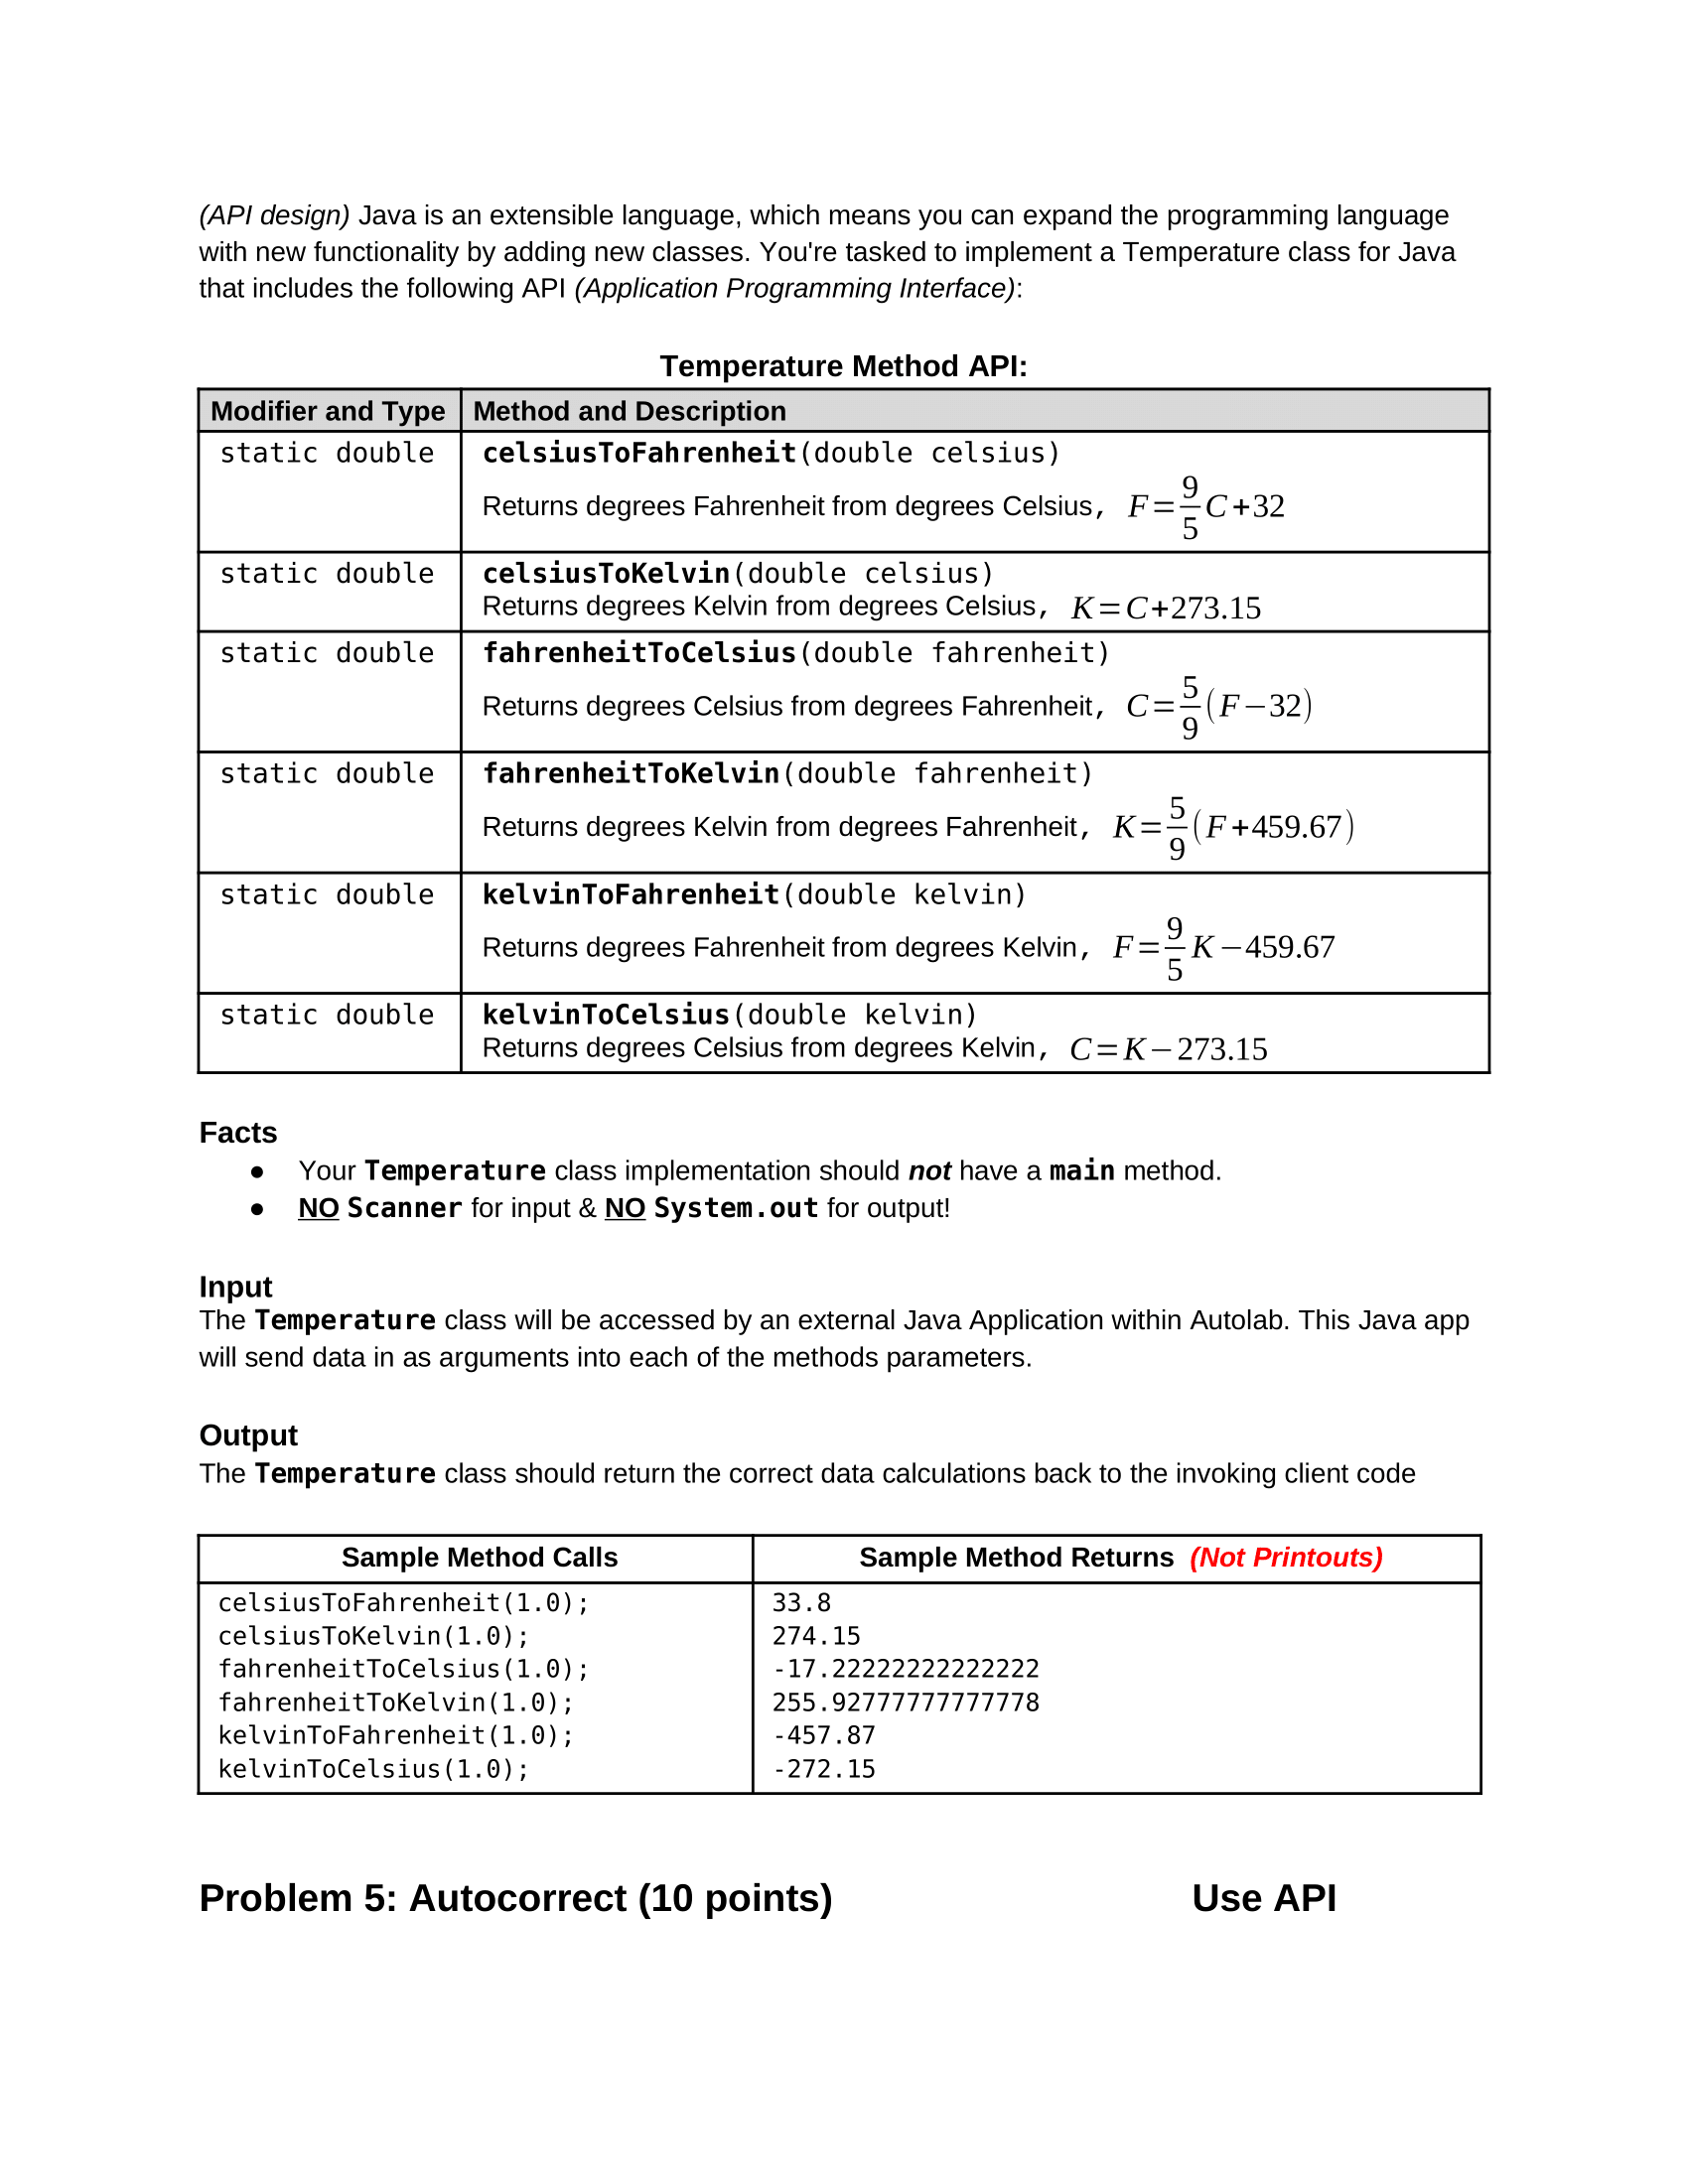 (API design) Java is an extensible language, which means you can expand the programming language
with new functionality by adding new classes. You're tasked to implement a Temperature class for Java
that includes the following API (Application Programming Interface):
Temperature Method API:
Modifier and Type | Method and Description
static double | celsiusToFahrenheit(double celsius)
Returns degrees Fahrenheit from degrees Celsius, F = 9/5 C + 32
static double | celsiusToKelvin(double celsius)
Returns degrees Kelvin from degrees Celsius, K = C + 273.15
static double | fahrenheitToCelsius(double fahrenheit)
Returns degrees Celsius from degrees Fahrenheit, C = 5/9 (F − 32)
static double | fahrenheitToKelvin(double fahrenheit)
Returns degrees Kelvin from degrees Fahrenheit, K = 5/9 (F + 459.67)
static double | kelvinToFahrenheit(double kelvin)
Returns degrees Fahrenheit from degrees Kelvin, F = 9/5 K − 459.67
static double | kelvinToCelsius(double kelvin)
Returns degrees Celsius from degrees Kelvin, C = K − 273.15
Facts
● Your Temperature class implementation should not have a main method.
● NO Scanner for input & NO System.out for output!
Input
The Temperature class will be accessed by an external Java Application within Autolab. This Java app
will send data in as arguments into each of the methods parameters.
Output
The Temperature class should return the correct data calculations back to the invoking client code
Sample Method Calls | Sample Method Returns (Not Printouts)
celsiusToFahrenheit(1.0); | 33.8
celsiusToKelvin(1.0); | 274.15
fahrenheitToCelsius(1.0); | -17.22222222222222
fahrenheitToKelvin(1.0); | 255.92777777777778
kelvinToFahrenheit(1.0); | -457.87
kelvinToCelsius(1.0); | -272.15
Problem 5: Autocorrect (10 points) Use API